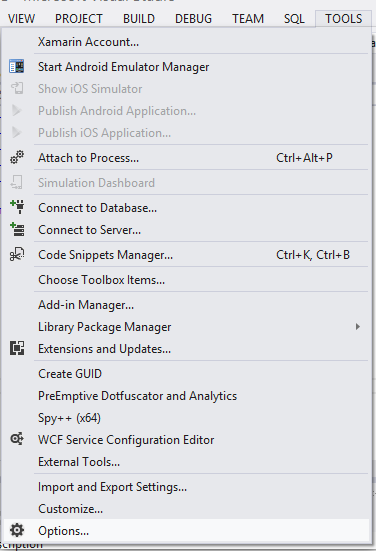 VIEW PROJECT BUILD DEBUG TEAM SQL TOOLS
Xamarin Account...
Start Android Emulator Manager
Show iOS Simulator
Publish Android Application...
Publish iOS Application...
Attach to Process... Ctrl+Alt+P
Simulation Dashboard
Connect to Database...
Connect to Server...
Code Snippets Manager... Ctrl+K, Ctrl+B
Choose Toolbox Items...
Add-in Manager...
Library Package Manager
Extensions and Updates...
Create GUID
PreEmptive Dotfuscator and Analytics
Spy++ (x64)
WCF Service Configuration Editor
External Tools...
Import and Export Settings...
Customize...
Options...
scription